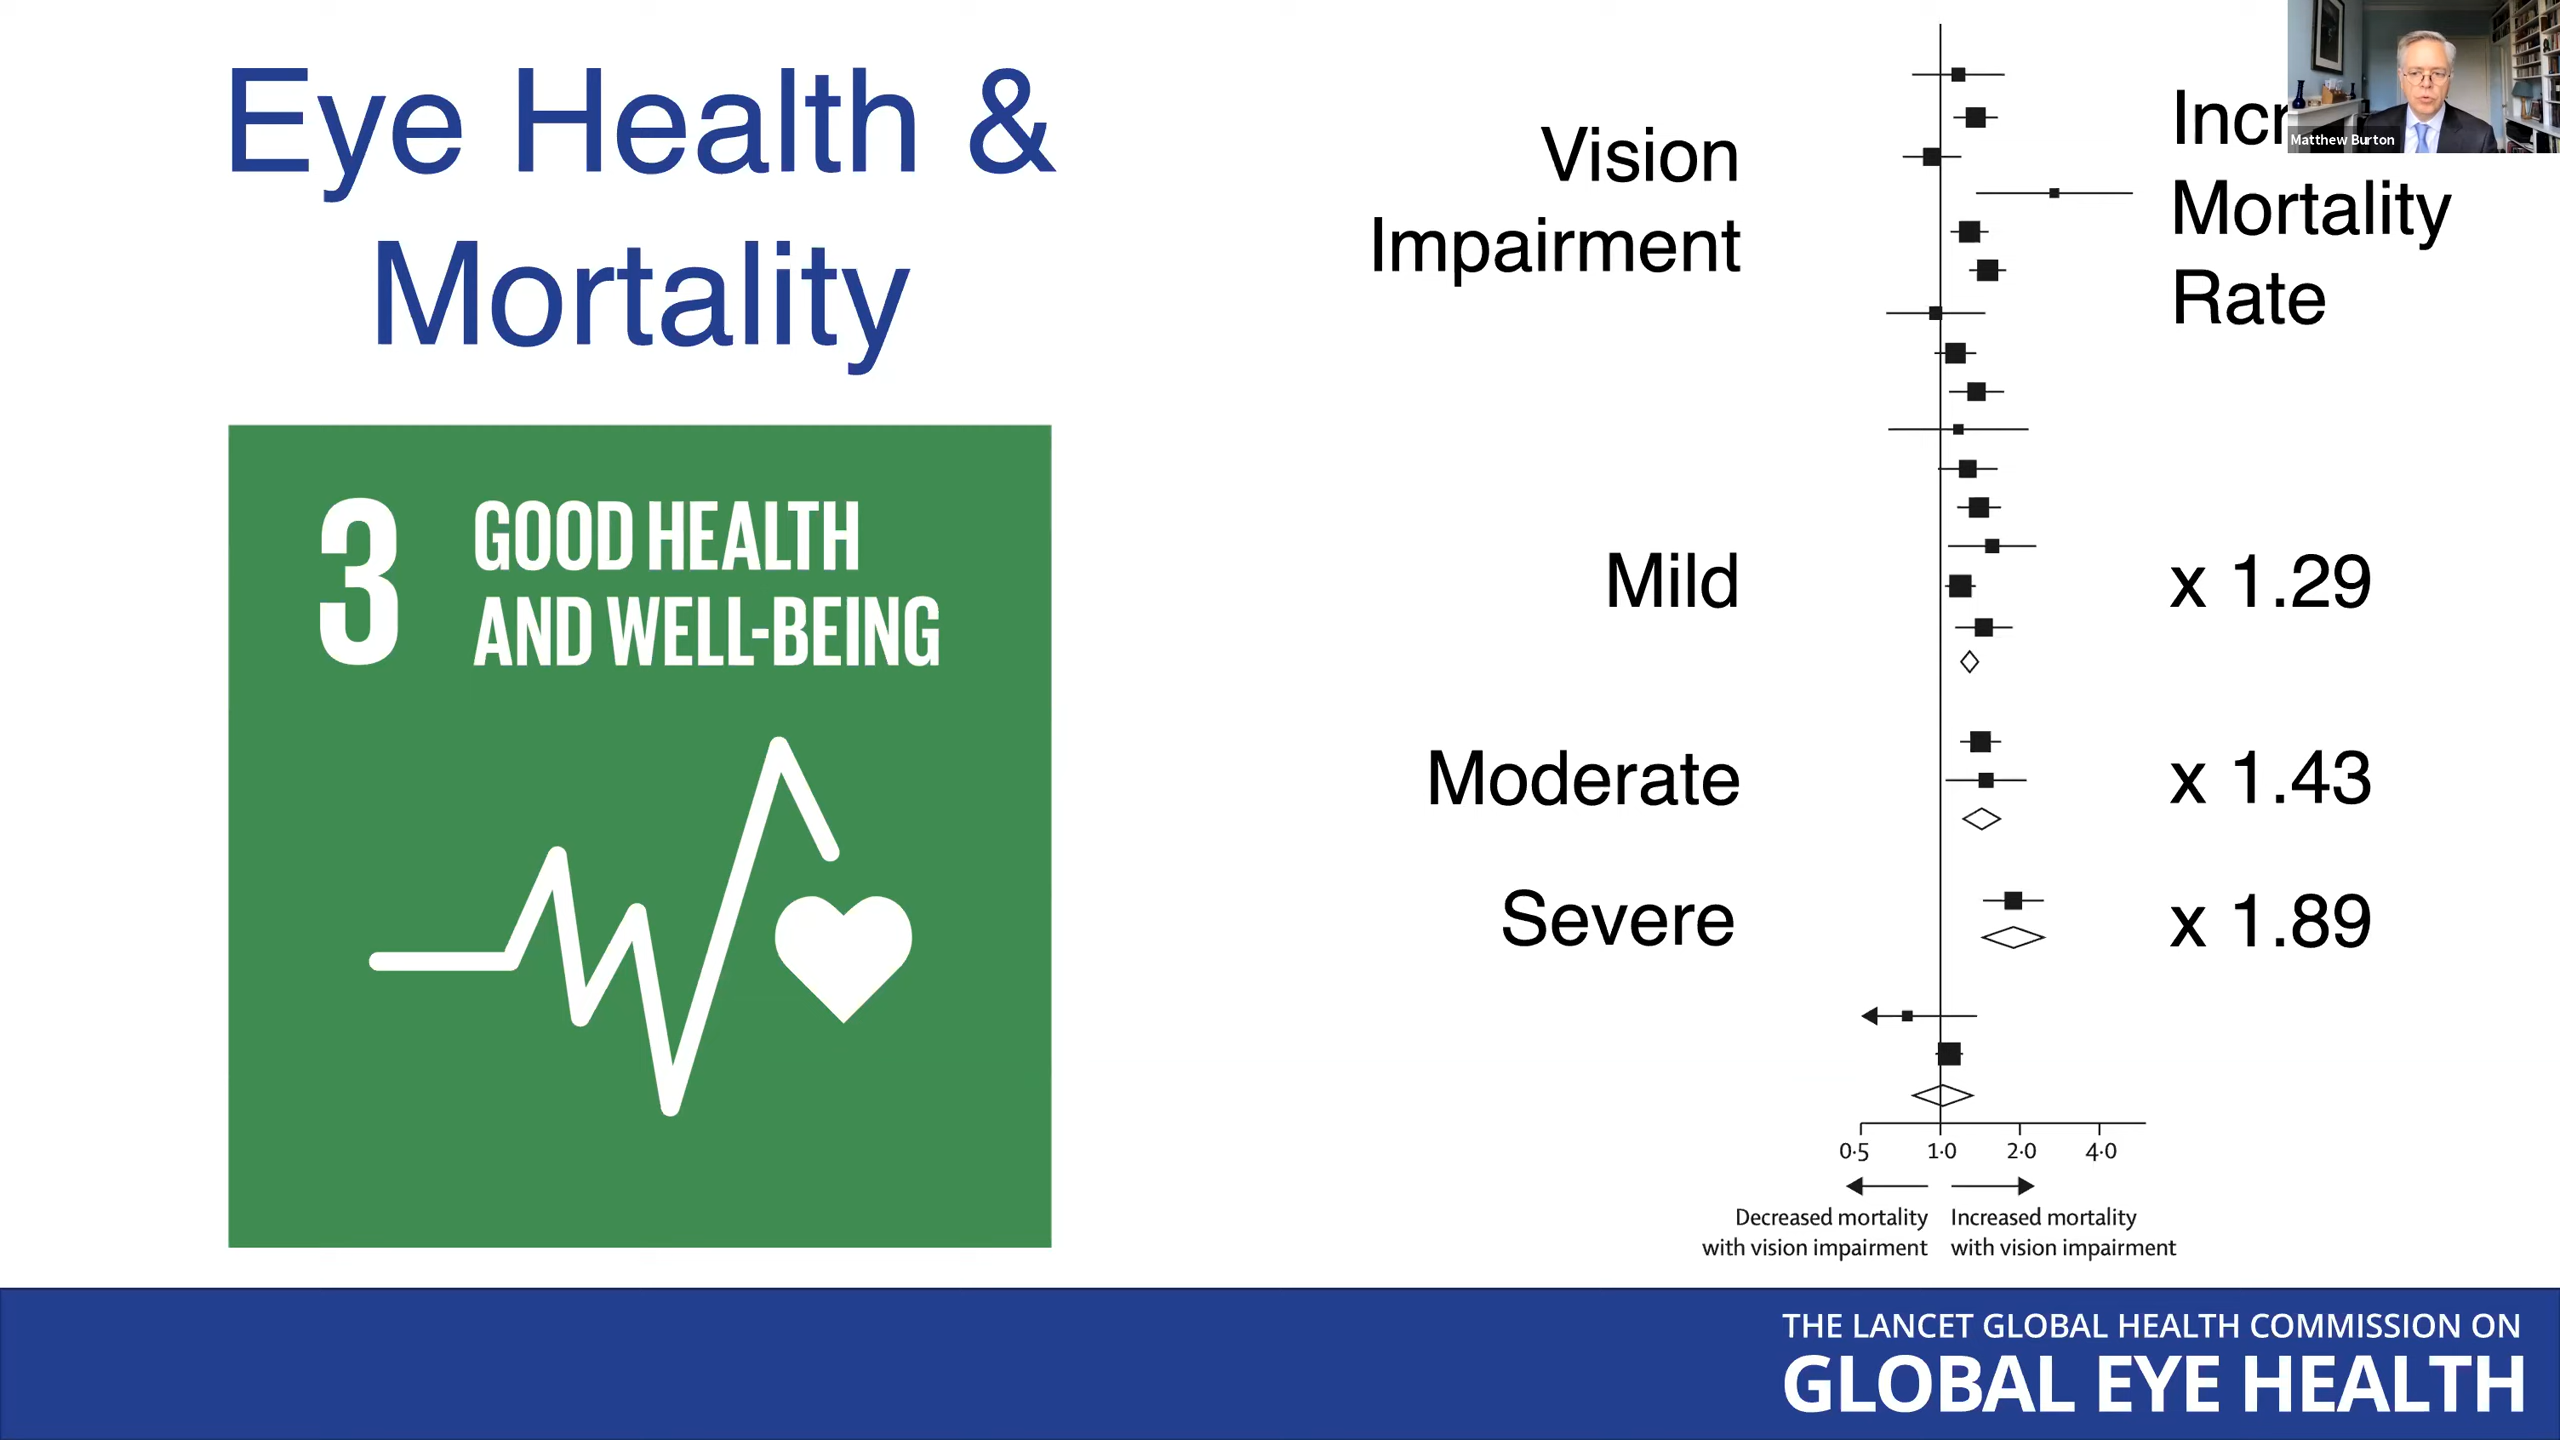 Eye Health &
Mortality
3 GOOD HEALTH
AND WELL-BEING
Vision
Impairment
Mortality
Rate
Matthew Burton
Mild x 1.29
Moderate x 1.43
Severe x 1.89
0·5 1·0 2·0 4·0
Decreased mortality
with vision impairment
Increased mortality
with vision impairment
THE LANCET GLOBAL HEALTH COMMISSION ON
GLOBAL EYE HEALTH